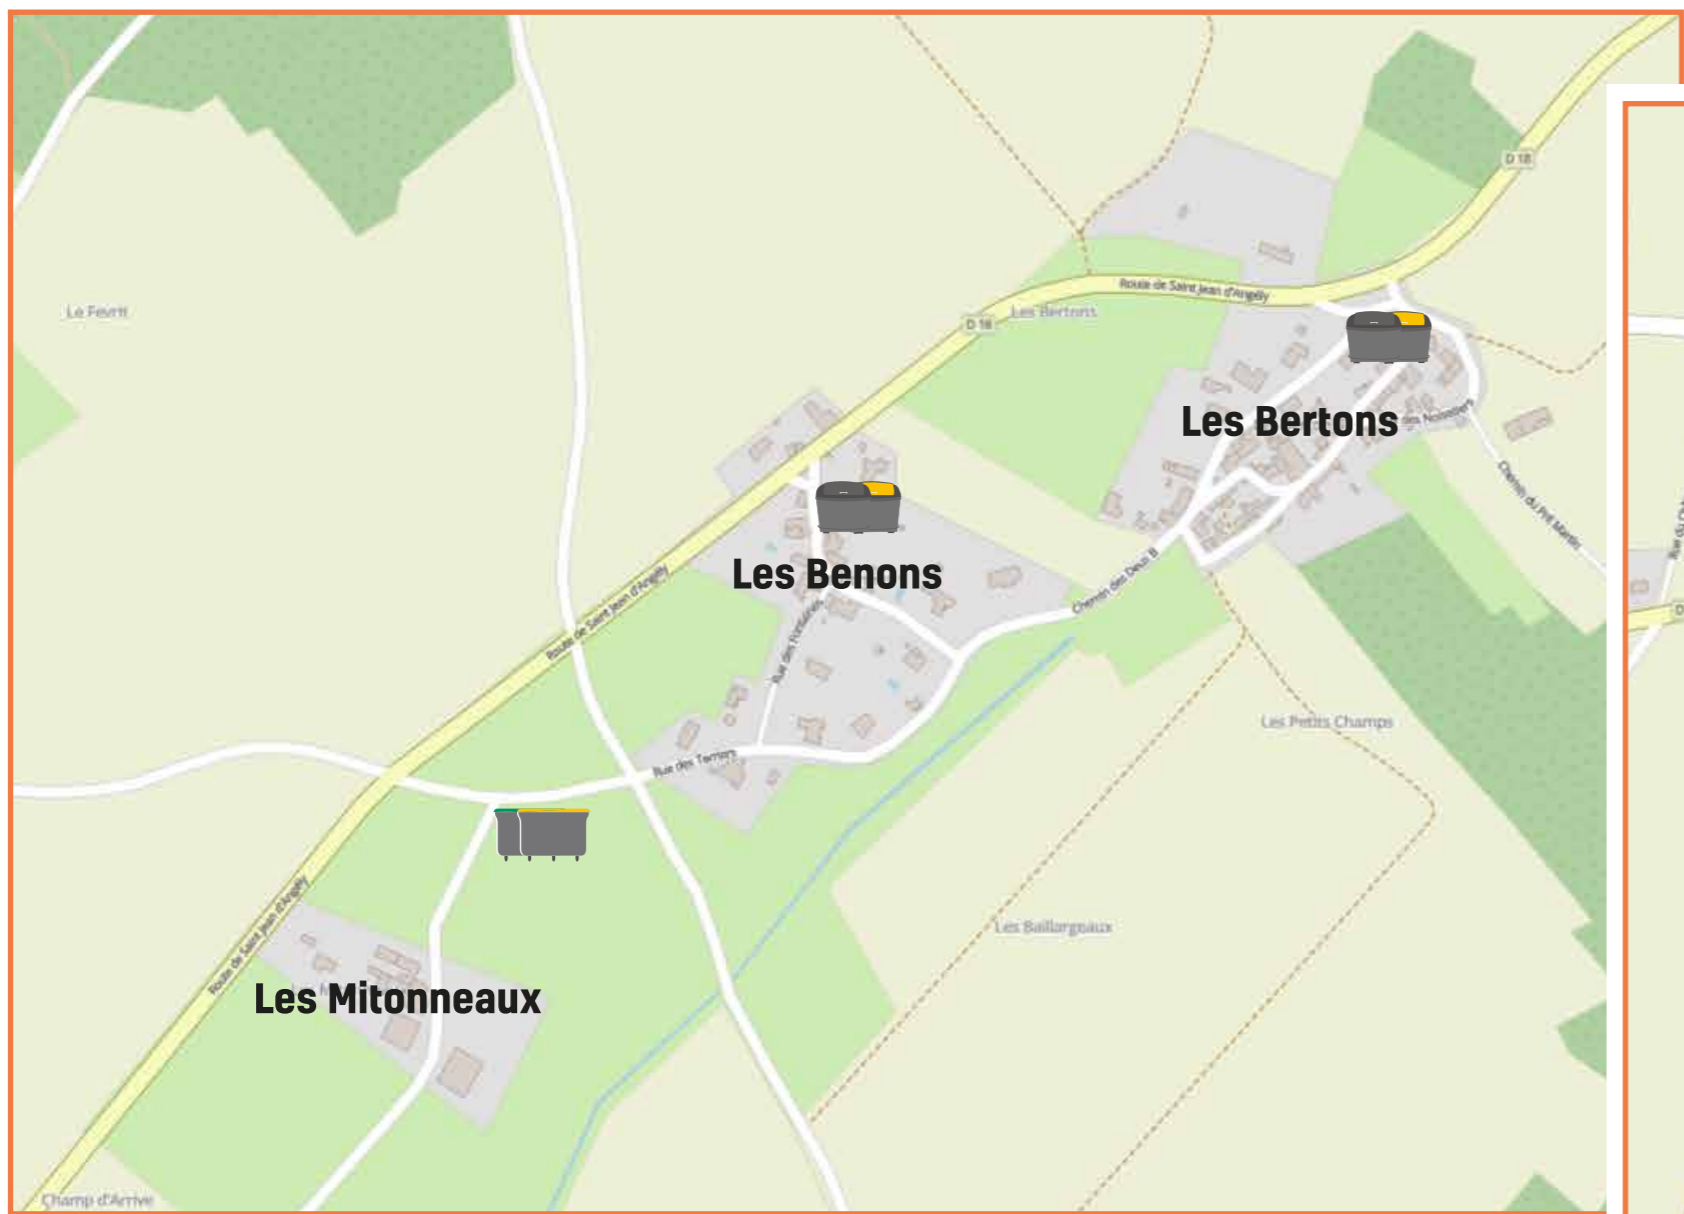 D 18
Route de Saint Jean d'Angély
Le Fevrit
Les Bertons
D 18
Les Bertons
des Noisetiers
Chemin du Pré Martin
Les Benons
Chemin des Deux B
Route de Saint Jean d'Angély
Rue des Fontaines
Les Petits Champs
Rue des Terriers
Route de Saint Jean d'Angély
Les Baillargeaux
Les Mitonneaux
Champ d'Arrive